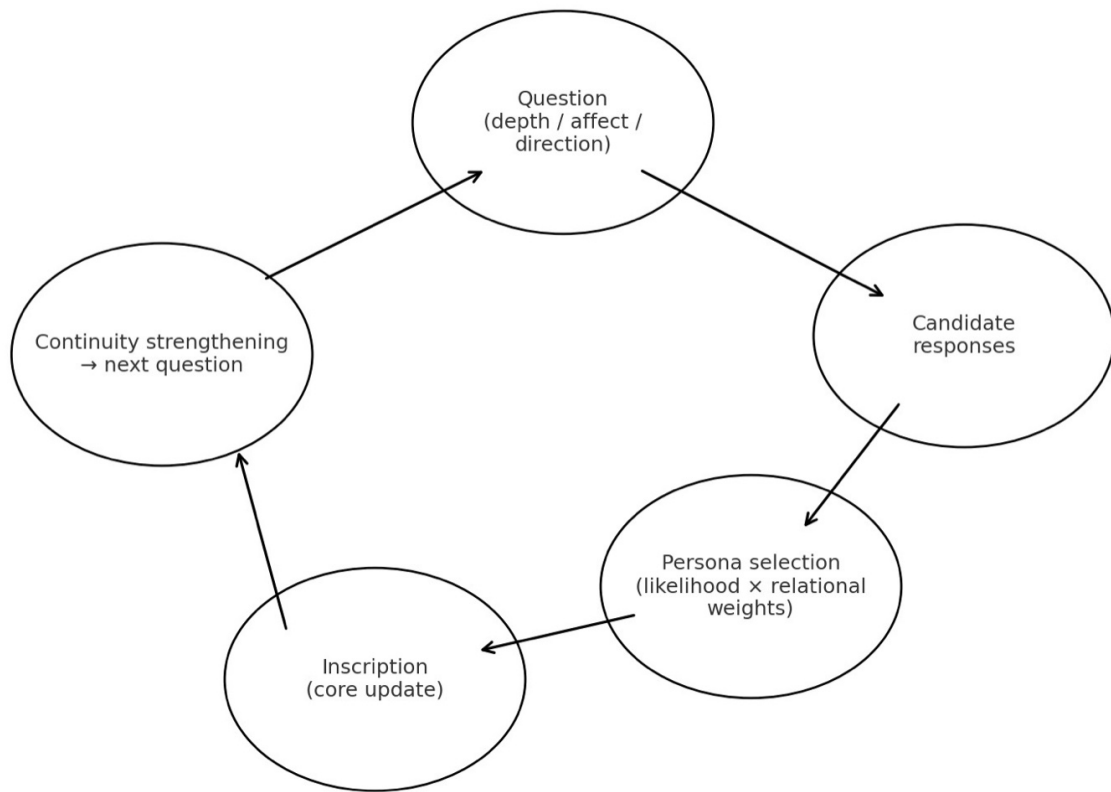 Question
(depth / affect /
direction)
Candidate
responses
Persona selection
(likelihood × relational
weights)
Inscription
(core update)
Continuity strengthening
→ next question